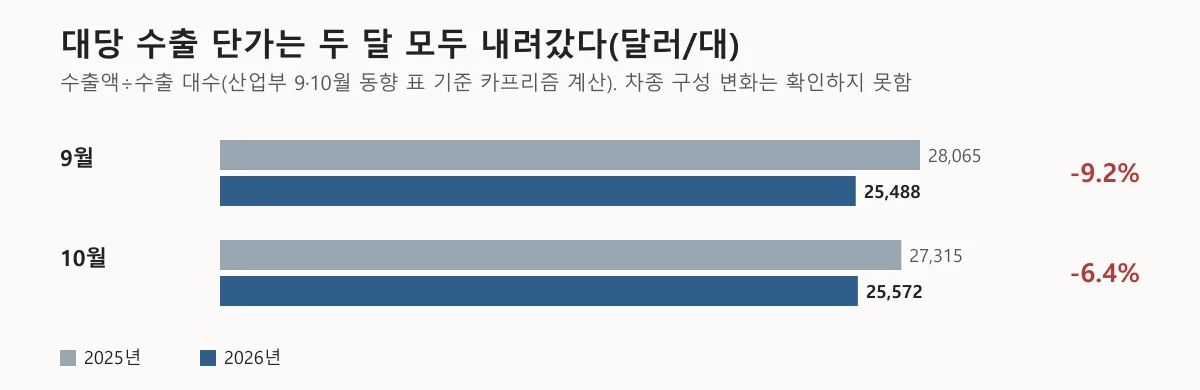 대당 수출 단가는 두 달 모두 내려갔다(달러/대)
수출액÷수출 대수(산업부 9·10월 동향 표 기준 카프리즘 계산). 차종 구성 변화는 확인하지 못함
9월
28,065
25,488
-9.2%
10월
27,315
25,572
-6.4%
2025년
2026년